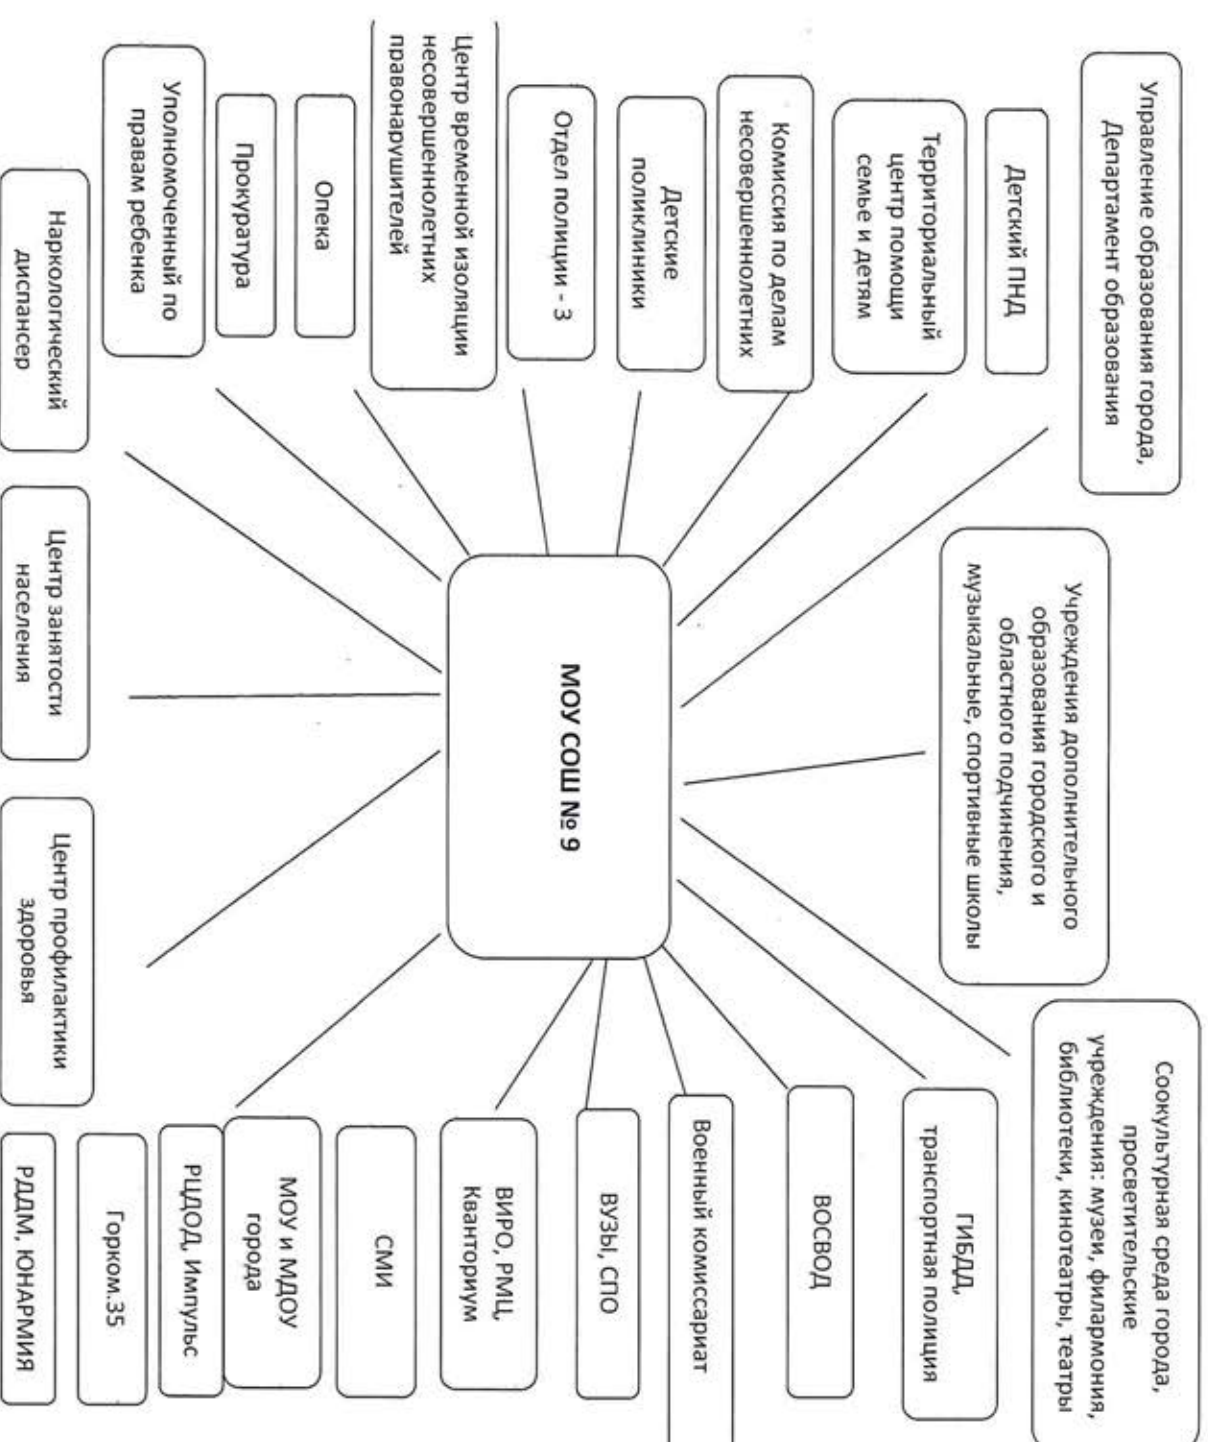 Управление образования города,
Департамент образования
Детский ПНД
Территориальный
центр помощи
семье и детям
Комиссия по делам
несовершеннолетних
Детские
поликлиники
Отдел полиции - 3
Центр временной изоляции
несовершеннолетних
правонарушителей
Опека
Прокуратура
Уполномоченный по
правам ребенка
Наркологический
диспансер
Учреждения дополнительного
образования городского и
областного подчинения,
музыкальные, спортивные школы
МОУ СОШ № 9
Центр занятости
населения
Центр профилактики
здоровья
Соокультурная среда города,
просветительские
учреждения: музеи, филармония,
библиотеки, кинотеатры, театры
ГИБДД,
транспортная полиция
ВОСВОД
Военный комиссариат
ВУЗы, СПО
ВИРО, РМЦ,
Кванториум
СМИ
МОУ и МДОУ
города
РЦДОД, Импульс
Горком.35
РДДМ, ЮНАРМИЯ